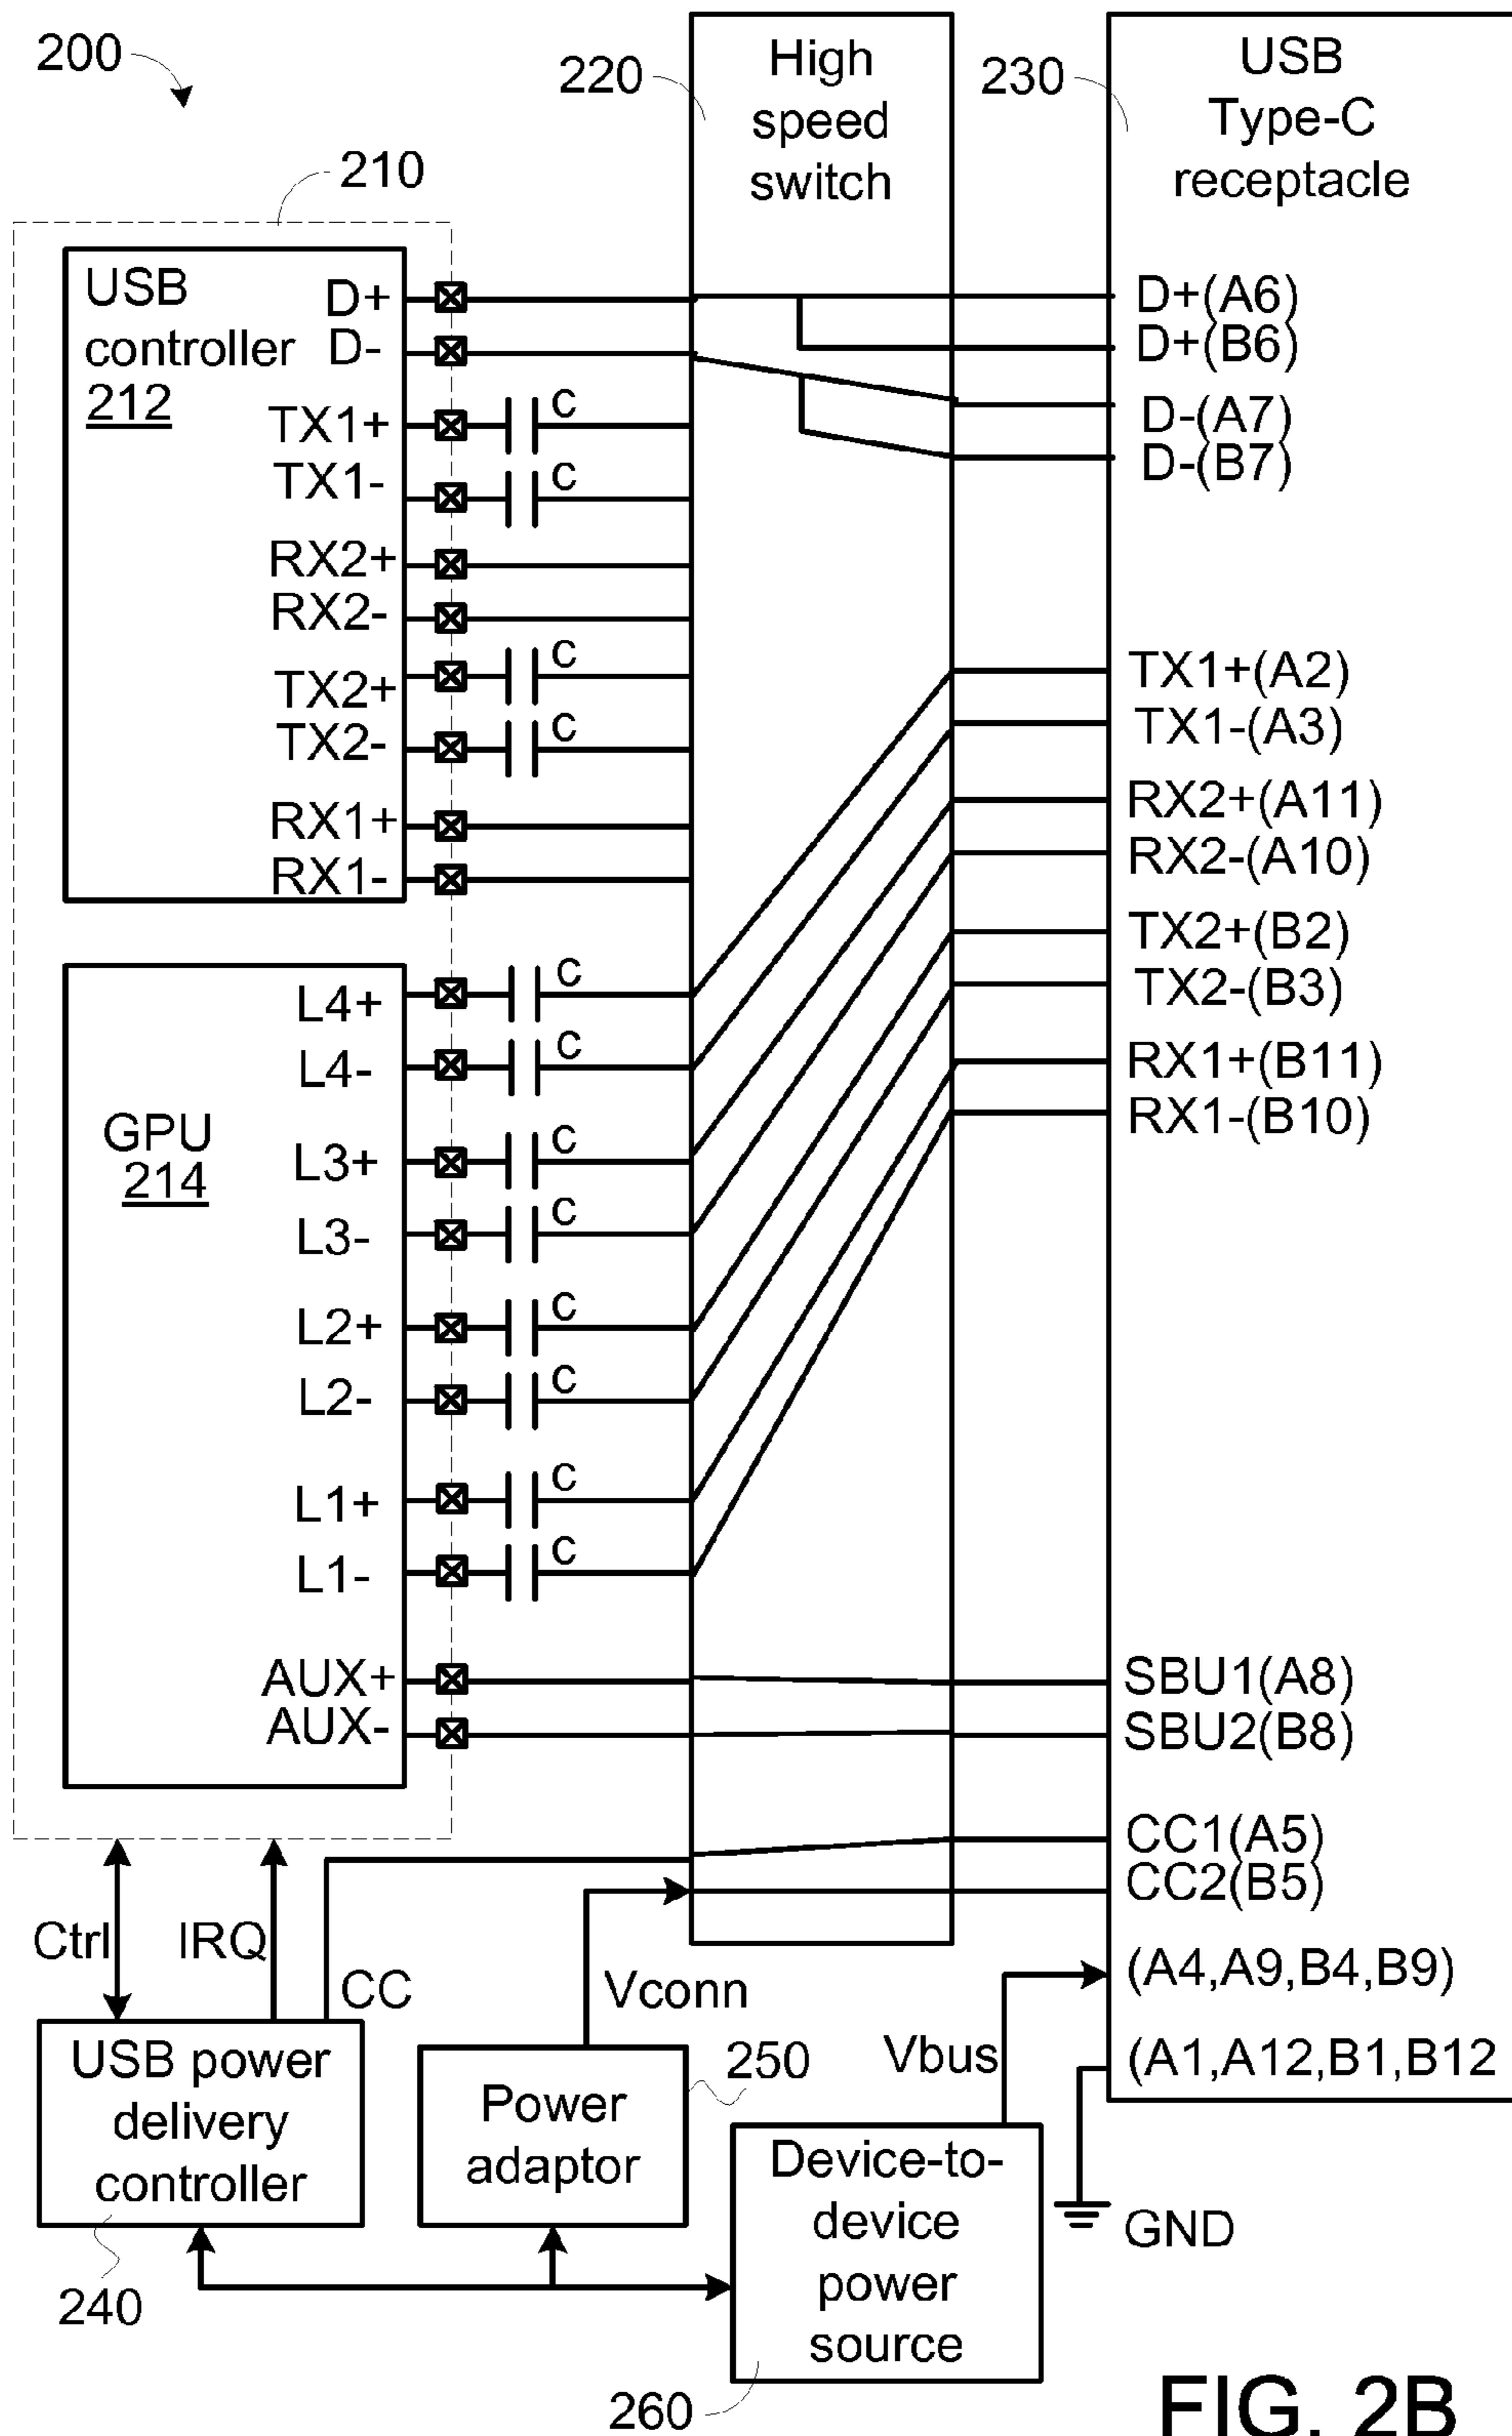 200
210
220
High
speed
switch
230
USB
Type-C
receptacle
USB
controller
212
D+
D-
TX1+
TX1-
RX2+
RX2-
TX2+
TX2-
RX1+
RX1-
C
C
C
C
D+(A6)
D+(B6)
D-(A7)
D-(B7)
TX1+(A2)
TX1-(A3)
RX2+(A11)
RX2-(A10)
TX2+(B2)
TX2-(B3)
RX1+(B11)
RX1-(B10)
GPU
214
L4+
L4-
L3+
L3-
L2+
L2-
L1+
L1-
AUX+
AUX-
C
C
C
C
C
C
C
C
SBU1(A8)
SBU2(B8)
CC1(A5)
CC2(B5)
(A4,A9,B4,B9)
(A1,A12,B1,B12
Ctrl
IRQ
CC
Vconn
Vbus
USB power
delivery
controller
240
Power
adaptor
250
Device-to-
device
power
source
260
GND
FIG. 2B